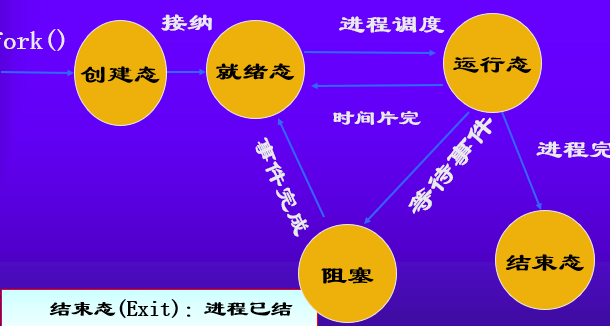 fork()
接纳
进程调度
创建态
就绪态
运行态
时间片完
事件完成
等待事件
进程完
阻塞
结束态
结束态(Exit)：进程已结